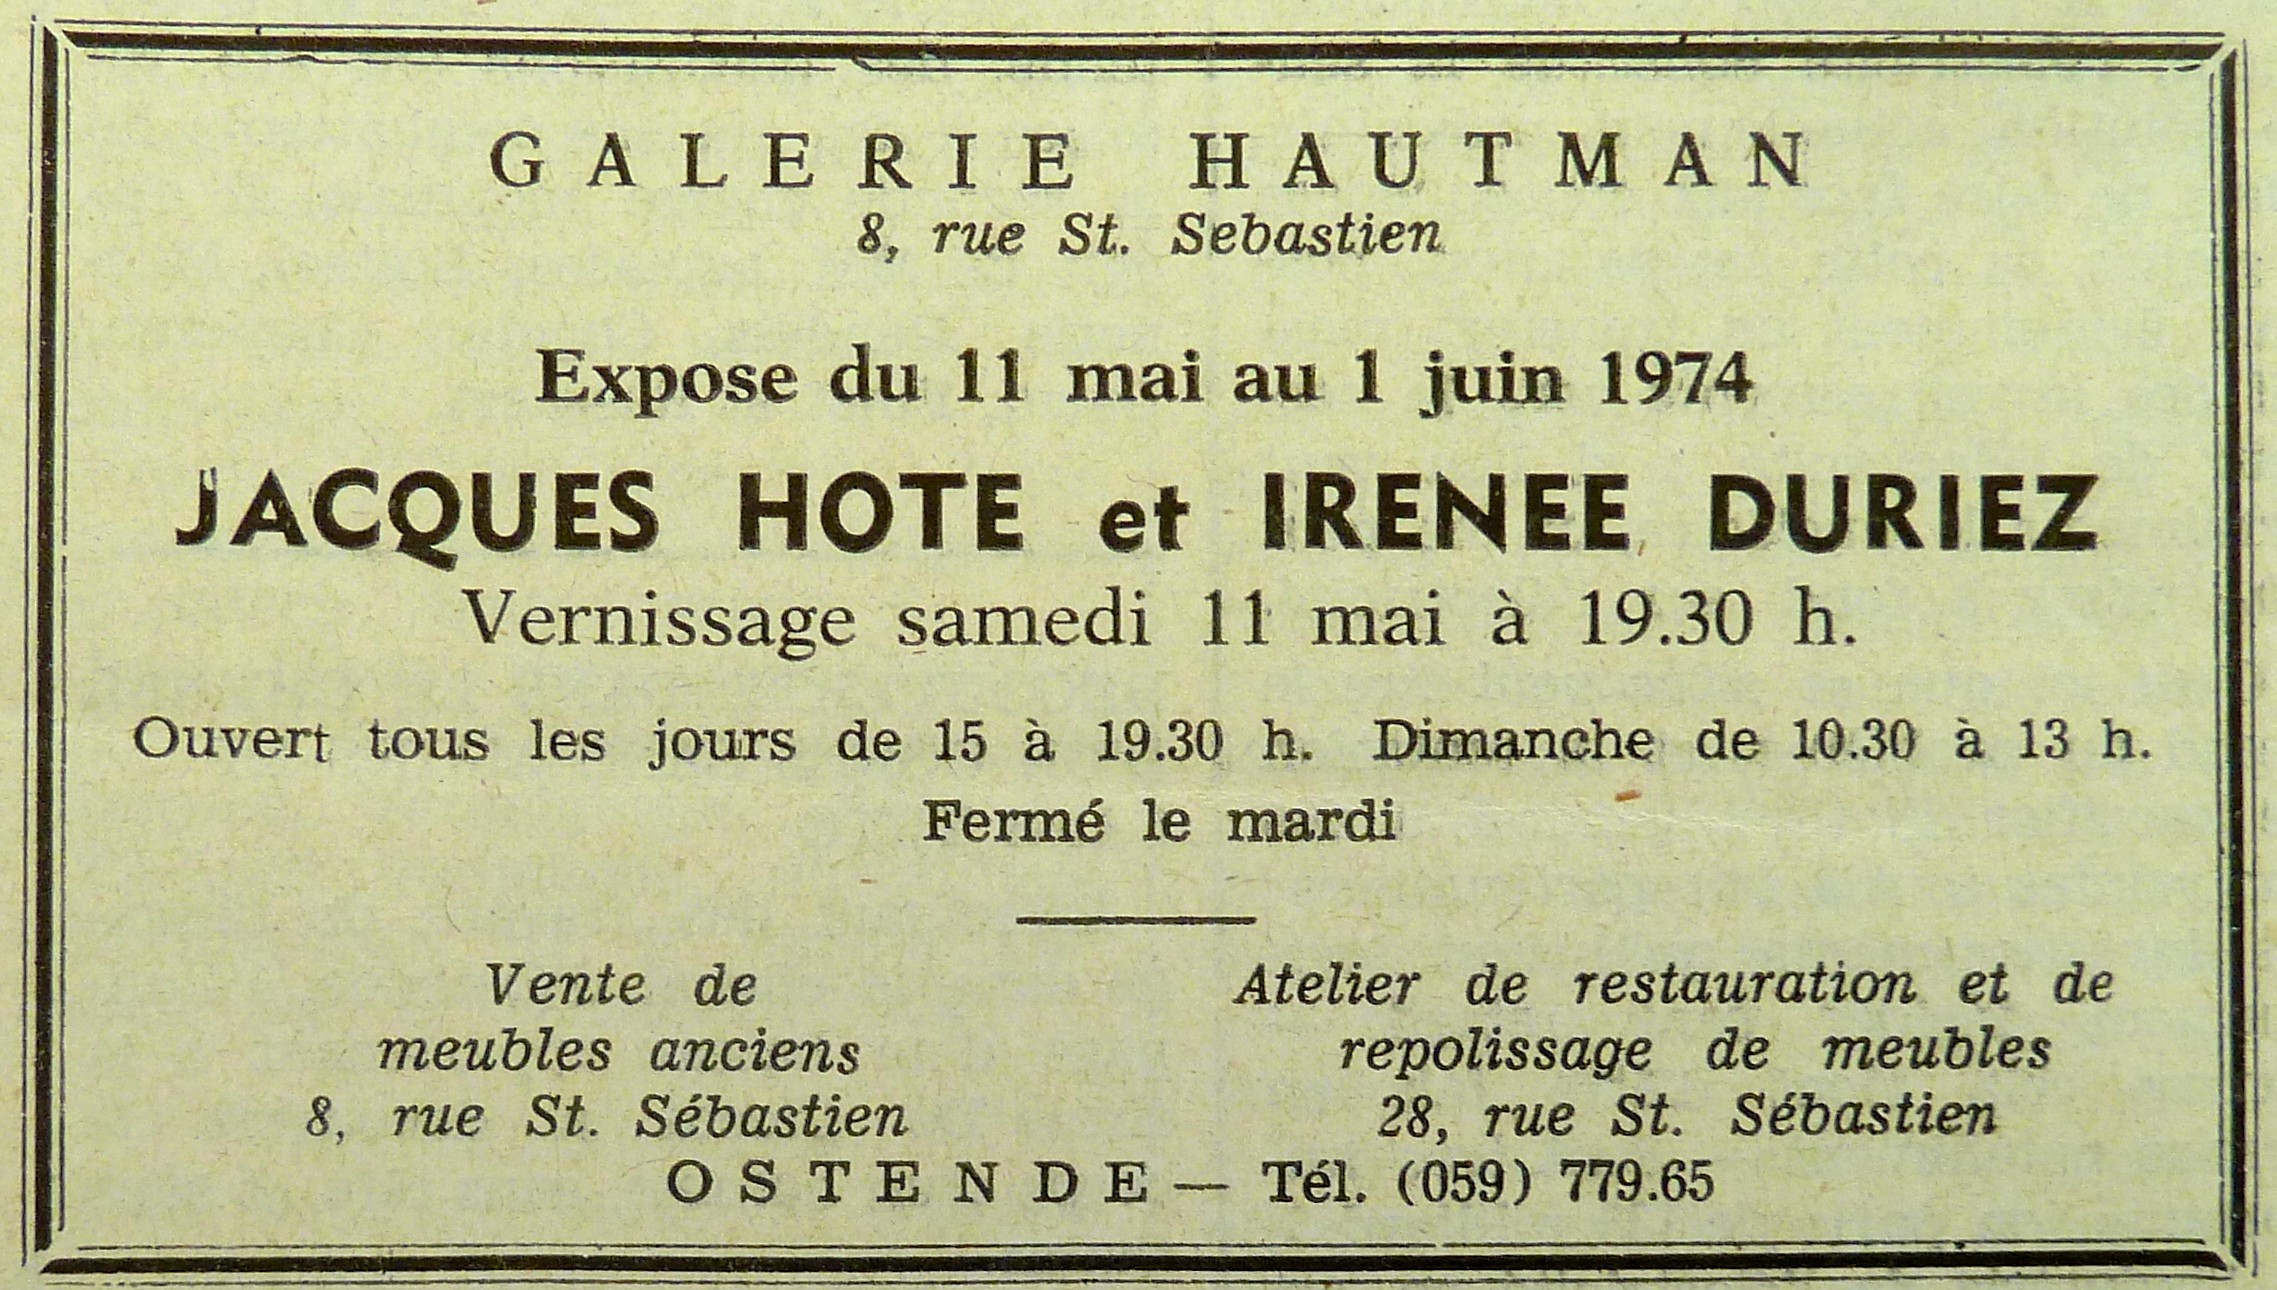 GALERIE HAUTMAN
8, rue St. Sebastien
Expose du 11 mai au 1 juin 1974
JACQUES HOTE et IRENEE DURIEZ
Vernissage samedi 11 mai à 19.30 h.
Ouvert tous les jours de 15 à 19.30 h. Dimanche de 10.30 à 13 h.
Fermé le mardi
Vente de
meubles anciens
8, rue St. Sébastien
Atelier de restauration et de
repolissage de meubles
28, rue St. Sébastien
OSTENDE — Tél. (059) 779.65